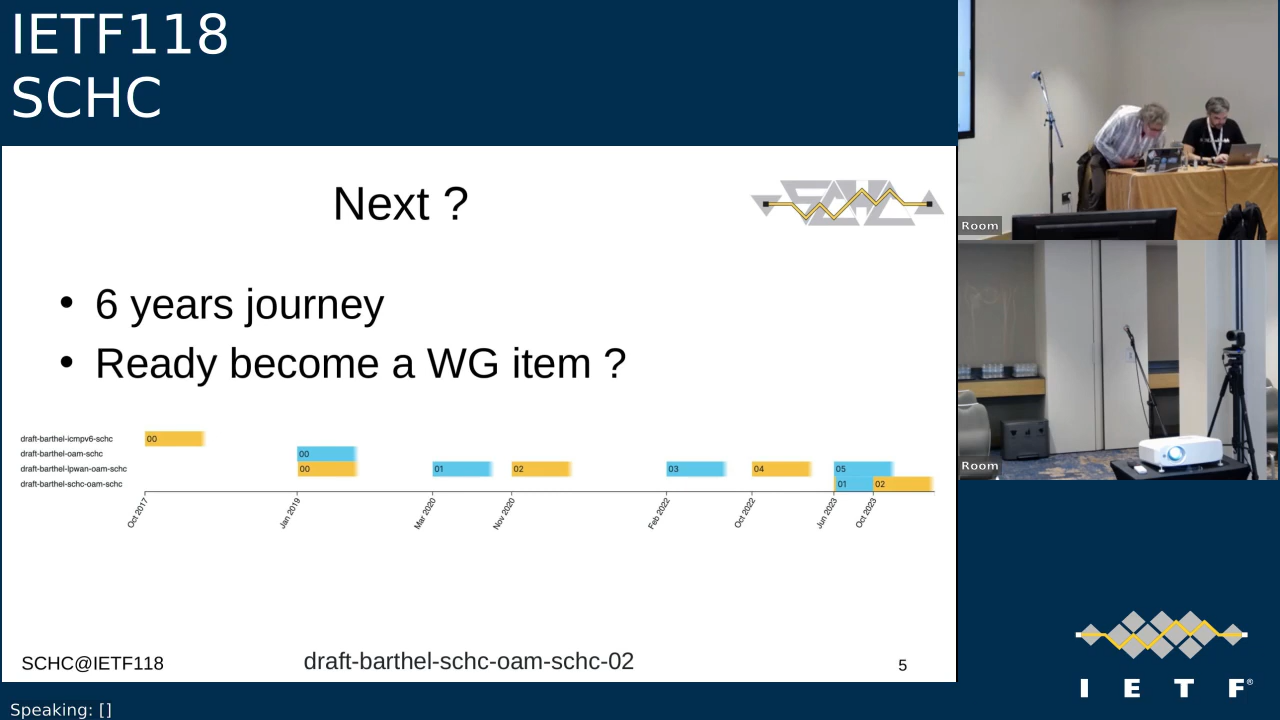 IETF118
SCHC
Next ?
SCHC
• 6 years journey
• Ready become a WG item ?
draft-barthel-icmpv6-schc 00
draft-barthel-oam-schc 00
draft-barthel-lpwan-oam-schc 00 01 02 03 04 05
draft-barthel-schc-oam-schc 01 02
Oct 2017 Jan 2019 Mar 2020 Nov 2020 Feb 2022 Oct 2022 Jun 2023 Oct 2023
SCHC@IETF118 draft-barthel-schc-oam-schc-02 5
Speaking: []
Room
Room
I E T F®